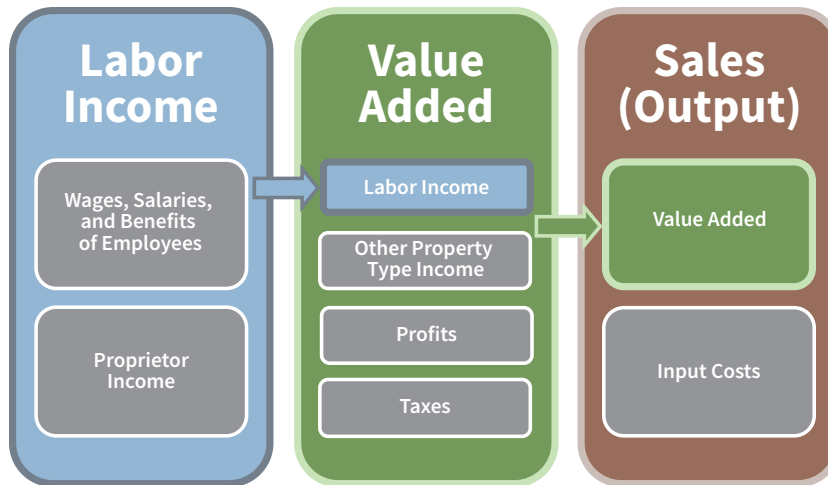 Labor
Income
Wages, Salaries,
and Benefits
of Employees
Proprietor
Income
Value
Added
Labor Income
Other Property
Type Income
Profits
Taxes
Sales
(Output)
Value Added
Input Costs